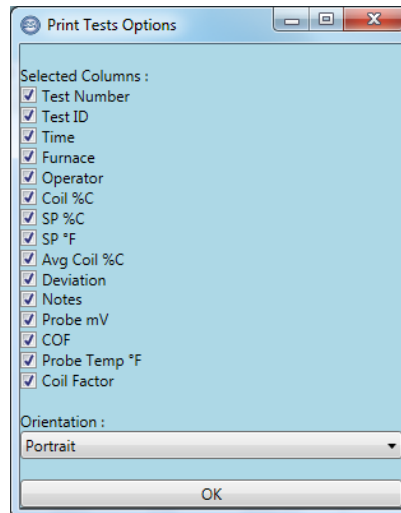 Print Tests Options
Selected Columns :
Test Number
Test ID
Time
Furnace
Operator
Coil %C
SP %C
SP °F
Avg Coil %C
Deviation
Notes
Probe mV
COF
Probe Temp °F
Coil Factor
Orientation :
Portrait
OK